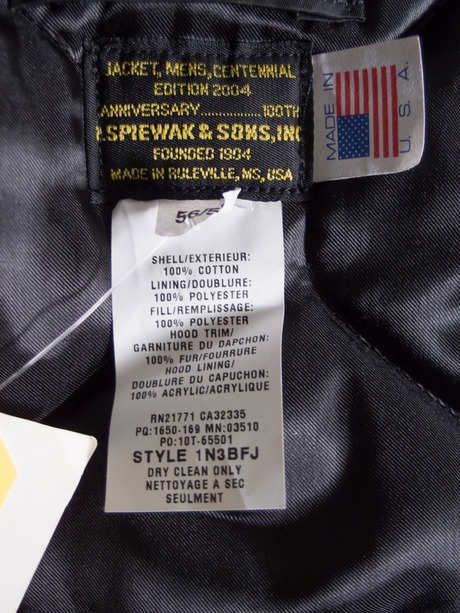 JACKET, MENS, CENTENNIAL
EDITION 2004
ANNIVERSARY................100TH
I.SPIEWAK & SONS, INC
FOUNDED 1904
MADE IN RULEVILLE, MS, USA
MADE IN
U.S.A.
SHELL/EXTERIEUR:
100% COTTON
LINING/DOUBLURE:
100% POLYESTER
FILL/REMPLISSAGE:
100% POLYESTER
HOOD TRIM/
GARNITURE DU DAPCHON:
100% FUR/FOURRURE
HOOD LINING/
DOUBLURE DU CAPUCHON:
100% ACRYLIC/ACRYLIQUE
RN21771 CA32335
PQ:1650-169 MN:03510
PO:10T-65501
STYLE 1N3BFJ
DRY CLEAN ONLY
NETTOYAGE A SEC
SEULMENT